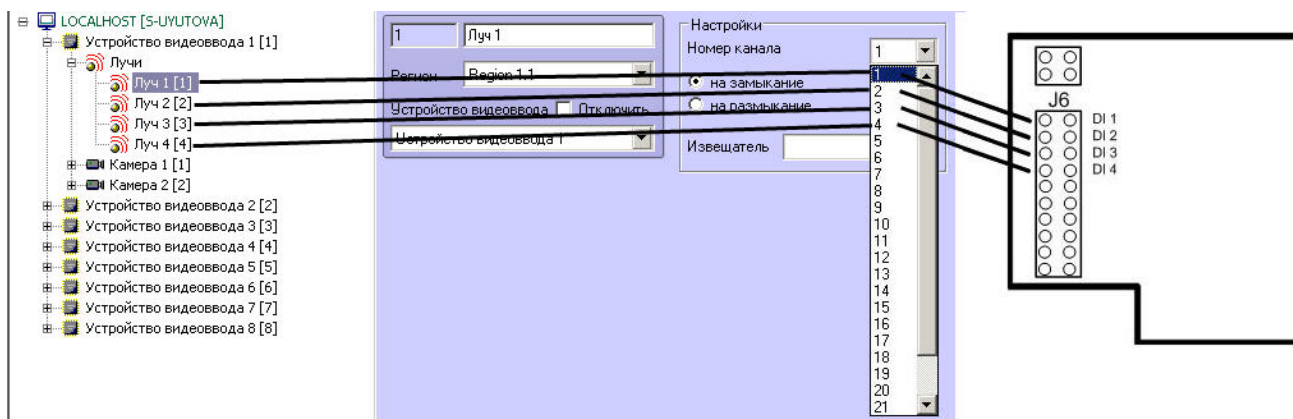 LOCALHOST [S-UYUTOVA]
Устройство видеоввода 1 [1]
Лучи
Луч 1 [1]
Луч 2 [2]
Луч 3 [3]
Луч 4 [4]
Камера 1 [1]
Камера 2 [2]
Устройство видеоввода 2 [2]
Устройство видеоввода 3 [3]
Устройство видеоввода 4 [4]
Устройство видеоввода 5 [5]
Устройство видеоввода 6 [6]
Устройство видеоввода 7 [7]
Устройство видеоввода 8 [8]
1 Луч 1
Регион Region 1.1
Устройство видеоввода Отключить
Устройство видеоввода 1
Настройки
Номер канала 1
на замыкание
на размыкание
Извещатель
1
2
3
4
5
6
7
8
9
10
11
12
13
14
15
16
17
18
19
20
21
J6
DI 1
DI 2
DI 3
DI 4